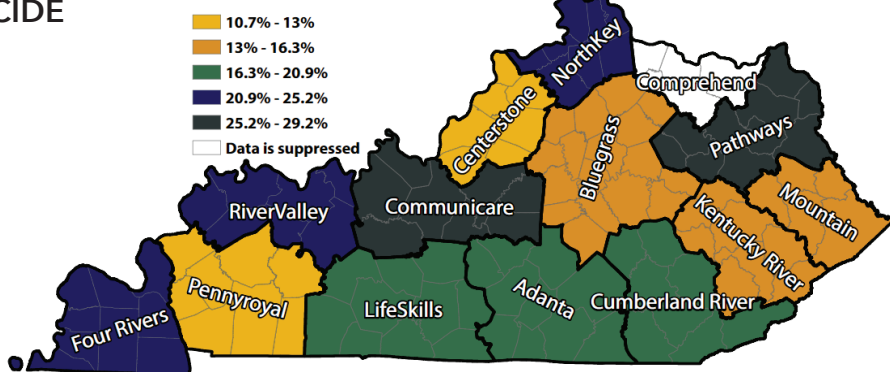 CIDE
10.7% - 13%
13% - 16.3%
16.3% - 20.9%
20.9% - 25.2%
25.2% - 29.2%
Data is suppressed
NorthKey
Comprehend
Centerstone
Pathways
Bluegrass
RiverValley
Communicare
Mountain
Kentucky River
Pennyroyal
Four Rivers
LifeSkills
Adanta
Cumberland River